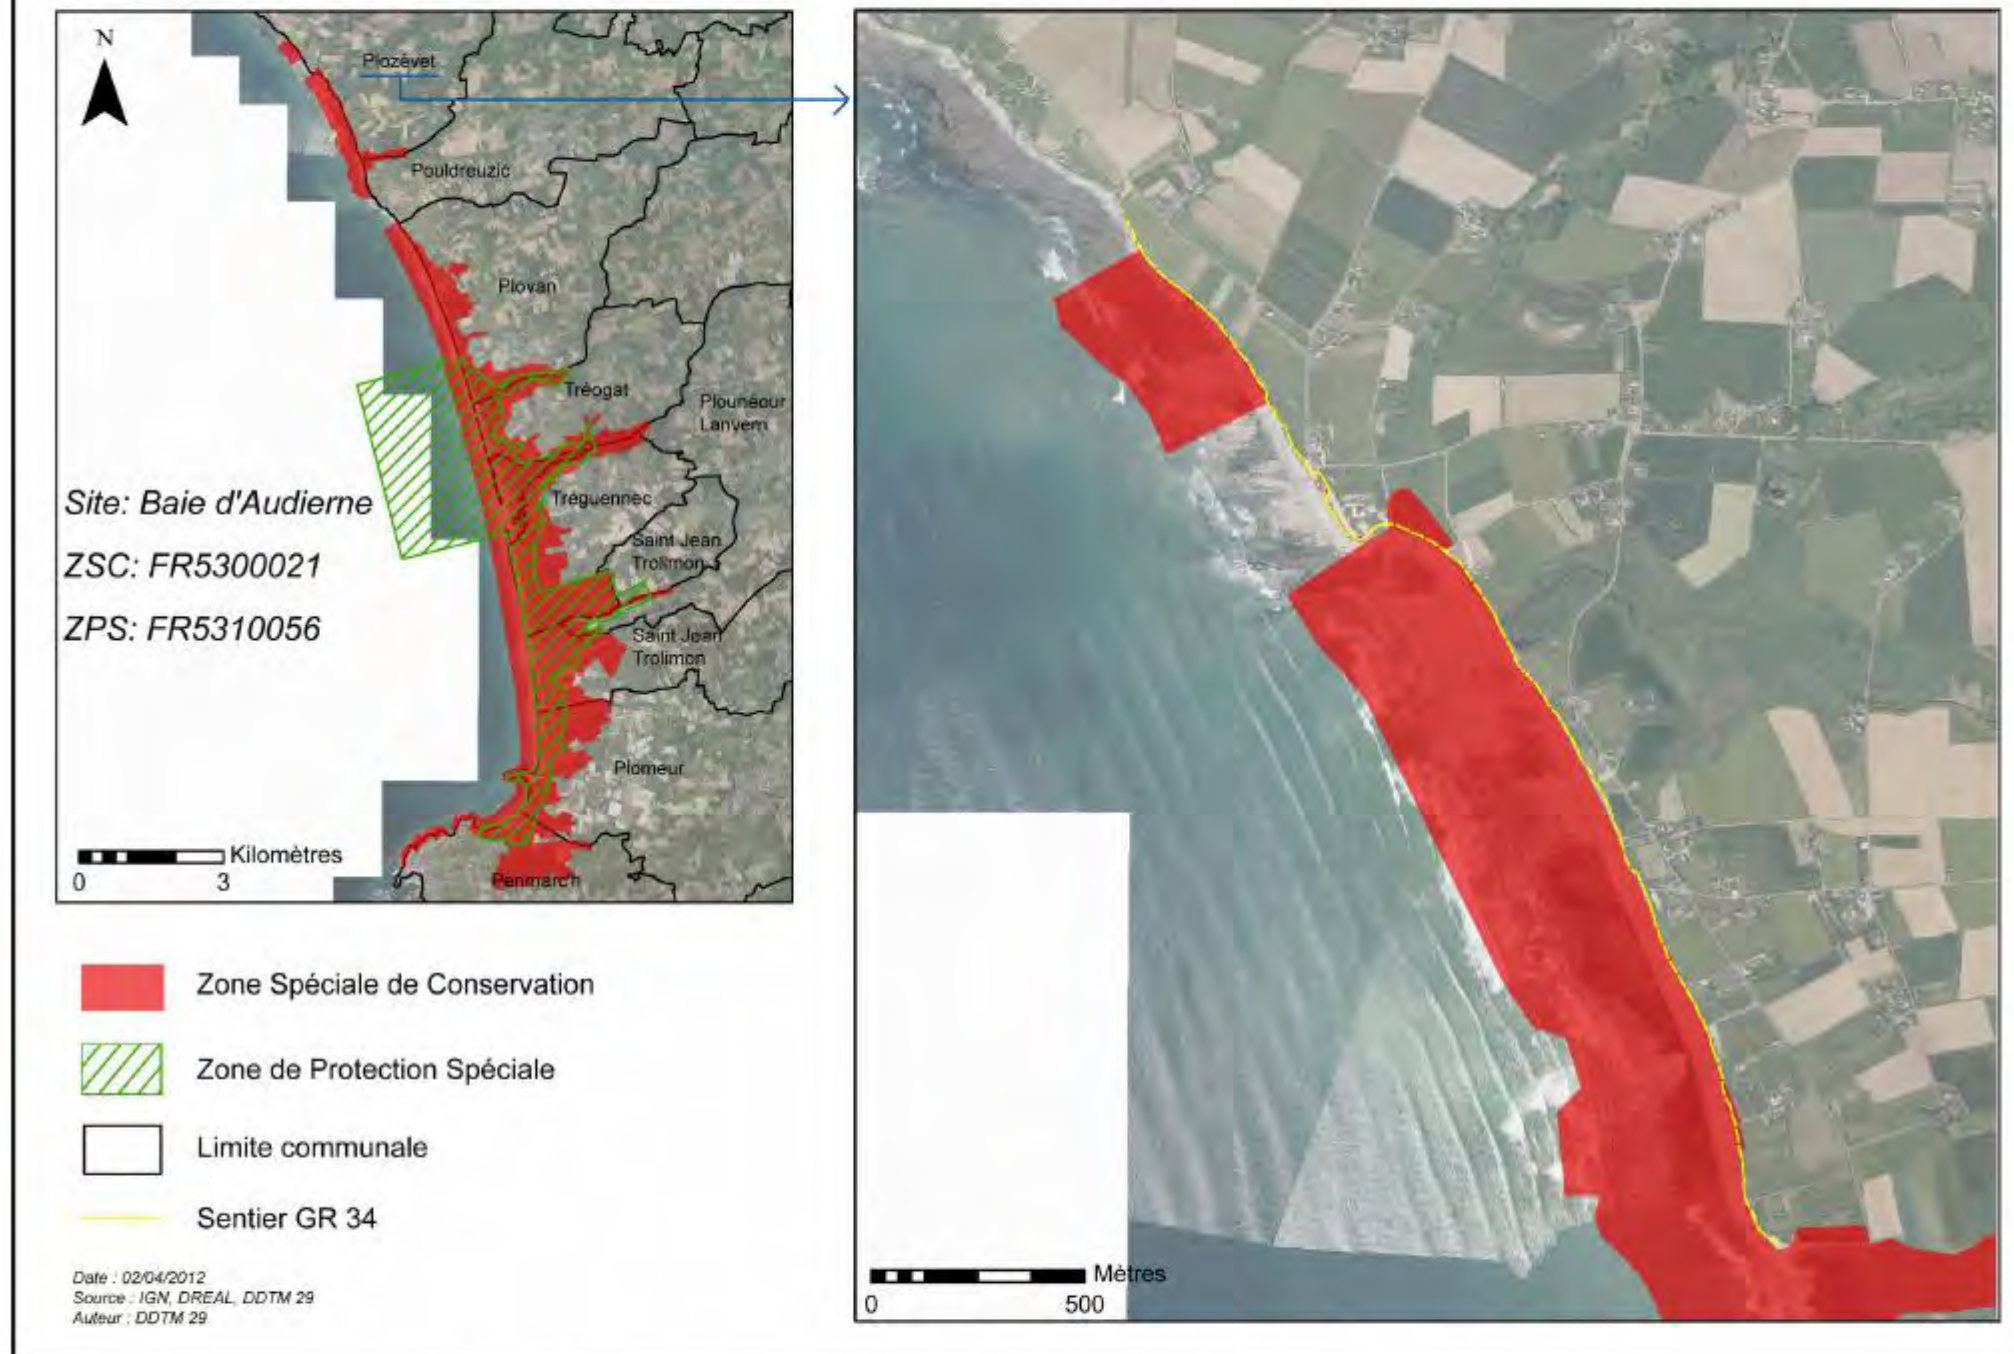 N
Plozévet
Pouldreuzic
Plovan
Tréogat
Plounéour
Lanvern
Site: Baie d'Audierne
Tréguennec
ZSC: FR5300021
Saint Jean
Trolimon
ZPS: FR5310056
Saint Jean
Trolimon
Plomeur
Kilomètres
0 3
Penmarc'h
Zone Spéciale de Conservation
Zone de Protection Spéciale
Limite communale
Sentier GR 34
Date : 02/04/2012
Source : IGN, DREAL, DDTM 29
Auteur : DDTM 29
Mètres
0 500